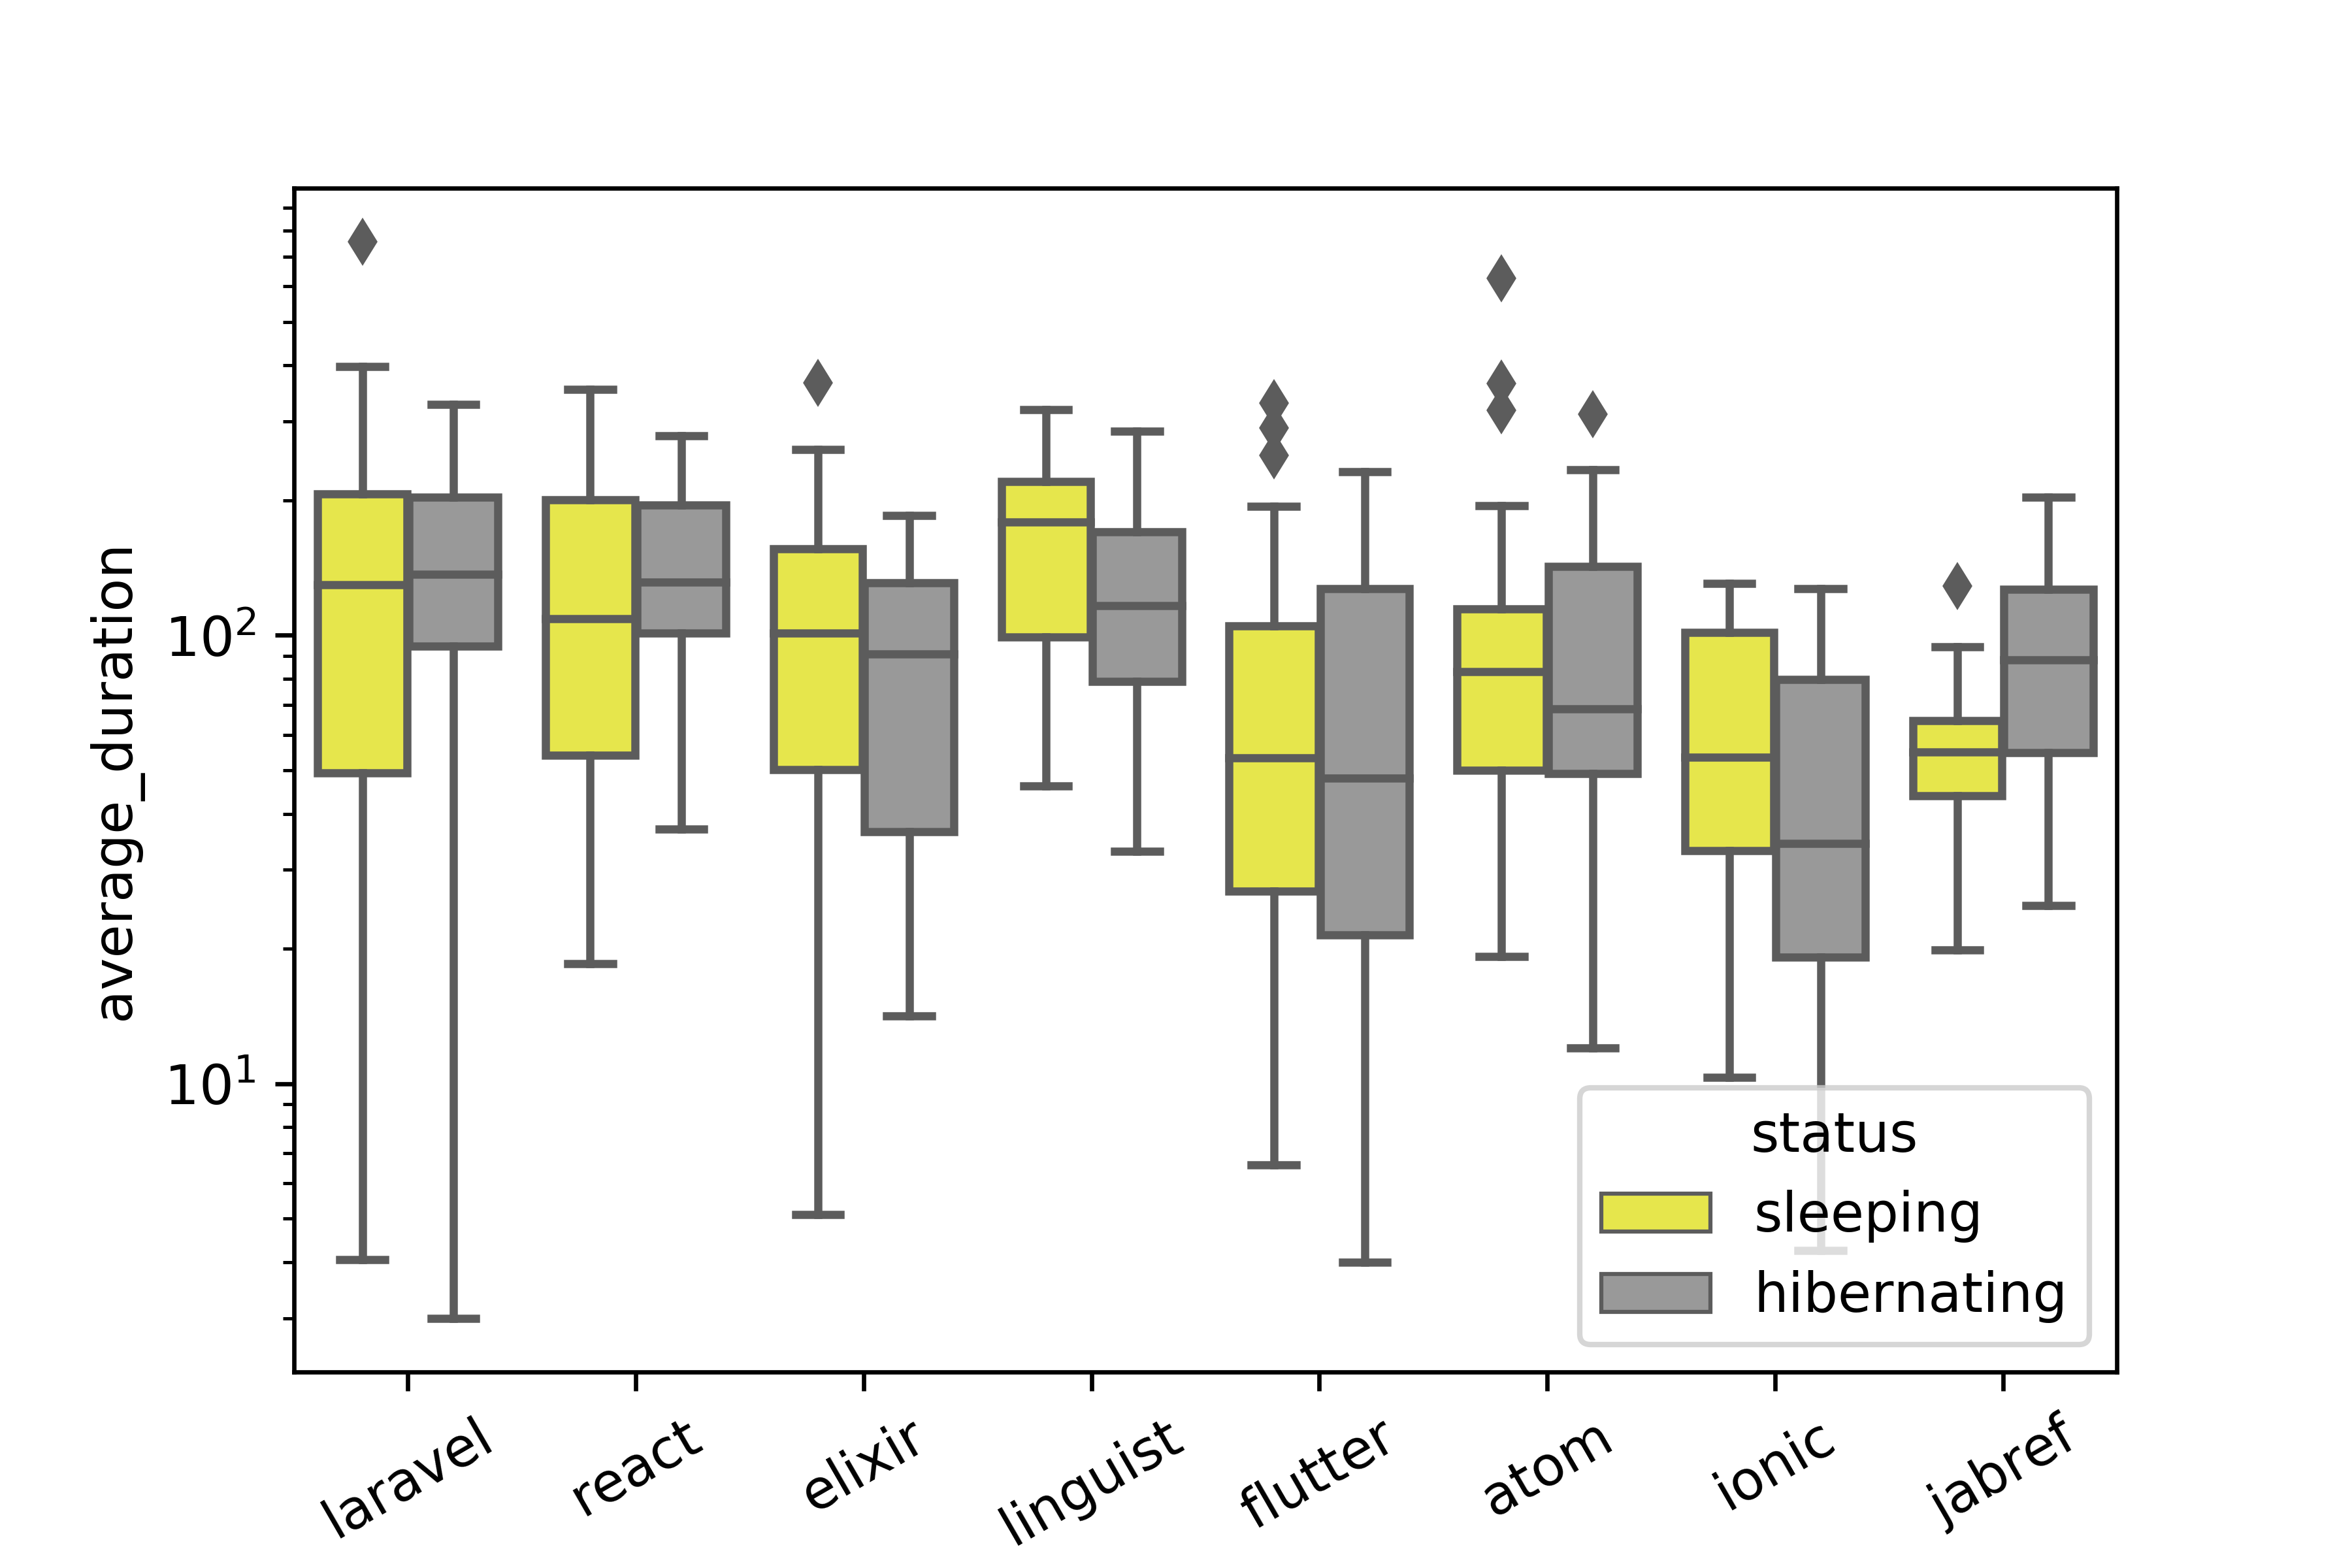 average_duration
10²
10¹
status
sleeping
hibernating
laravel
react
elixir
linguist
flutter
atom
ionic
jabref